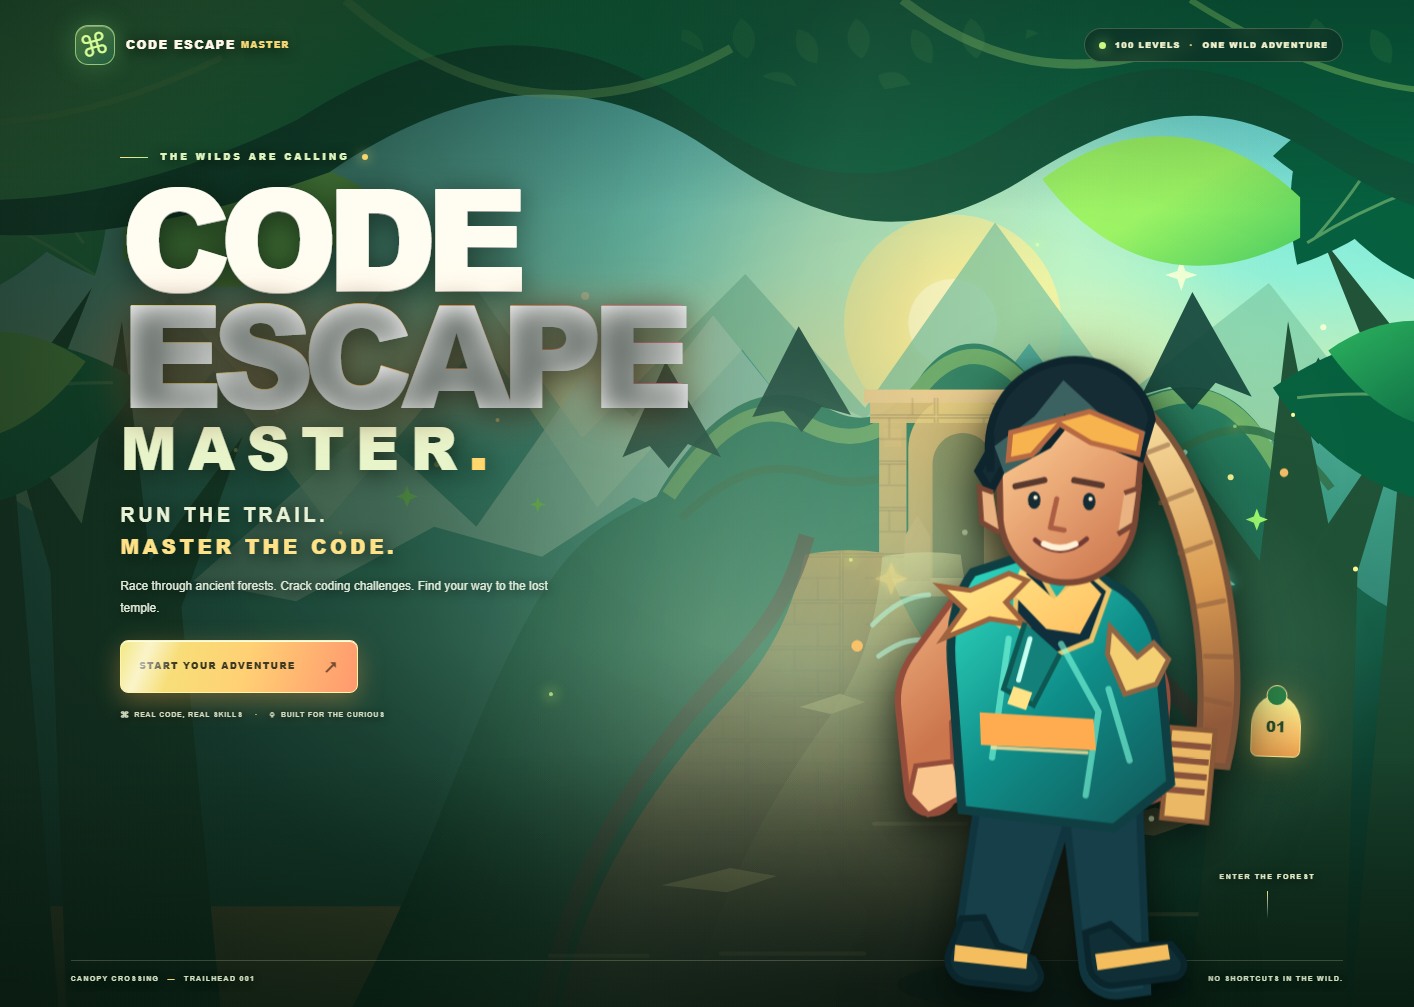 CODE ESCAPE MASTER
100 LEVELS · ONE WILD ADVENTURE
THE WILDS ARE CALLING
CODE
ESCAPE
MASTER.
RUN THE TRAIL.
MASTER THE CODE.
Race through ancient forests. Crack coding challenges. Find your way to the lost
temple.
START YOUR ADVENTURE ↗
⌘ REAL CODE, REAL SKILLS · BUILT FOR THE CURIOUS
01
ENTER THE FOREST
CANOPY CROSSING — TRAILHEAD 001
NO SHORTCUTS IN THE WILD.